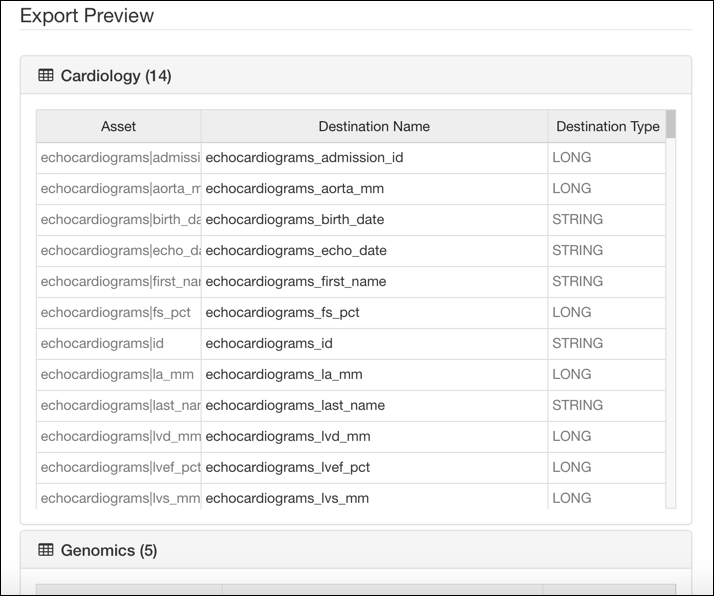 Export Preview
Cardiology (14)
Asset Destination Name Destination Type
echocardiograms|admissi echocardiograms_admission_id LONG
echocardiograms|aorta_m echocardiograms_aorta_mm LONG
echocardiograms|birth_da echocardiograms_birth_date STRING
echocardiograms|echo_da echocardiograms_echo_date STRING
echocardiograms|first_nar echocardiograms_first_name STRING
echocardiograms|fs_pct echocardiograms_fs_pct LONG
echocardiograms|id echocardiograms_id STRING
echocardiograms|la_mm echocardiograms_la_mm LONG
echocardiograms|last_nar echocardiograms_last_name STRING
echocardiograms|lvd_mm echocardiograms_lvd_mm LONG
echocardiograms|lvef_pct echocardiograms_lvef_pct LONG
echocardiograms|lvs_mm echocardiograms_lvs_mm LONG
Genomics (5)